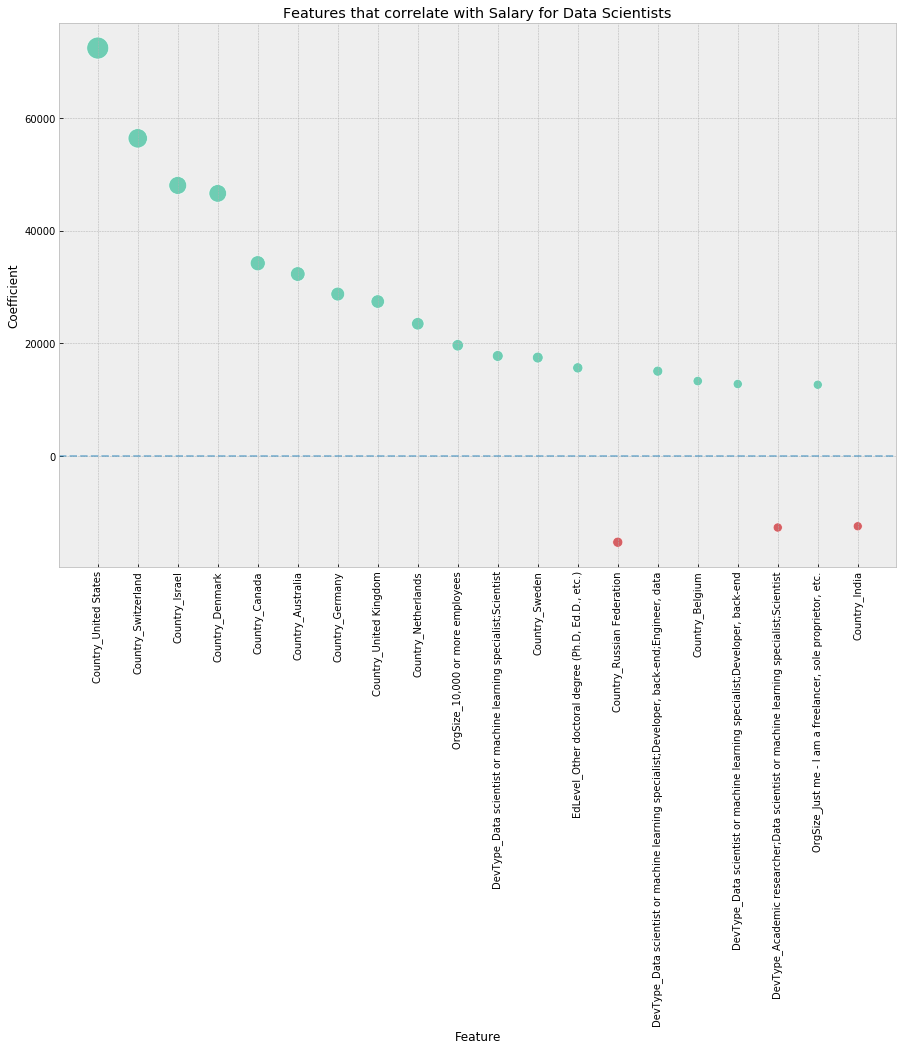 Features that correlate with Salary for Data Scientists
Coefficient
60000
40000
20000
0
Country_United States
Country_Switzerland
Country_Israel
Country_Denmark
Country_Canada
Country_Australia
Country_Germany
Country_United Kingdom
Country_Netherlands
OrgSize_10,000 or more employees
DevType_Data scientist or machine learning specialist;Scientist
Country_Sweden
EdLevel_Other doctoral degree (Ph.D, Ed.D., etc.)
Country_Russian Federation
DevType_Data scientist or machine learning specialist;Developer, back-end;Engineer, data
Country_Belgium
DevType_Data scientist or machine learning specialist;Developer, back-end
DevType_Academic researcher;Data scientist or machine learning specialist;Scientist
OrgSize_Just me - I am a freelancer, sole proprietor, etc.
Country_India
Feature